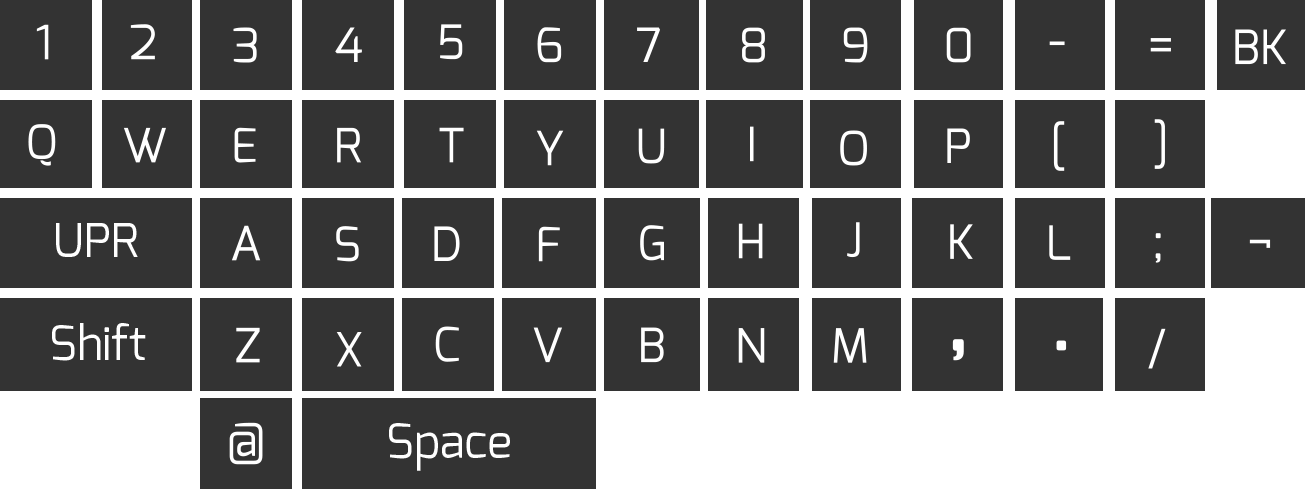 1 2 3 4 5 6 7 8 9 0 - = BK
Q W E R T Y U I O P [ ]
UPR A S D F G H J K L ; ¬
Shift Z X C V B N M , . /
@ Space